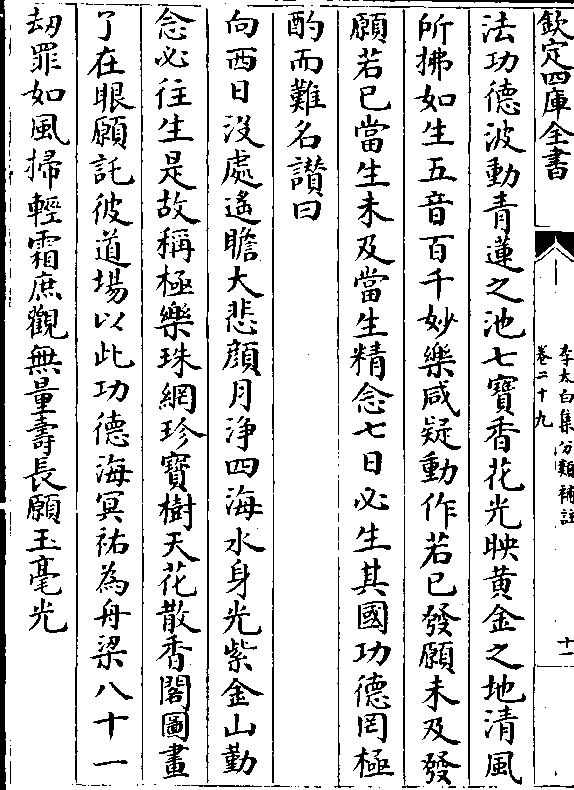 欽定四庫全書
李太白集分類補註
卷二十九
十一
法功德波動青蓮之池七寶香花光映黃金之地清風
所拂如生五音百千妙樂咸疑動作若已發願未及發
願若已當生未及當生精念七日必生其國功德罔極
酌而難名讃曰
向西日沒處遙瞻大悲顔月浄四海水身光紫金山勤
念必往生是故稱極樂珠網珍寶樹天花散香閣圖畫
了在眼願託彼道場以此功德海冥祐為舟梁八十一
刼罪如風掃輕霜庶觀無量壽長願玉毫光